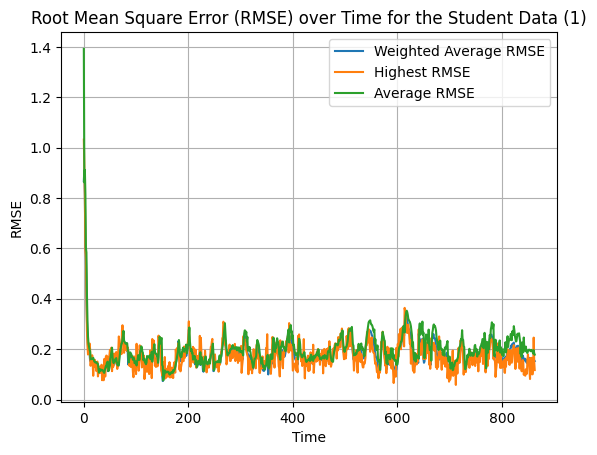 Root Mean Square Error (RMSE) over Time for the Student Data (1)
Weighted Average RMSE
Highest RMSE
Average RMSE
1.4
1.2
1.0
0.8
0.6
0.4
0.2
0.0
RMSE
0 200 400 600 800
Time